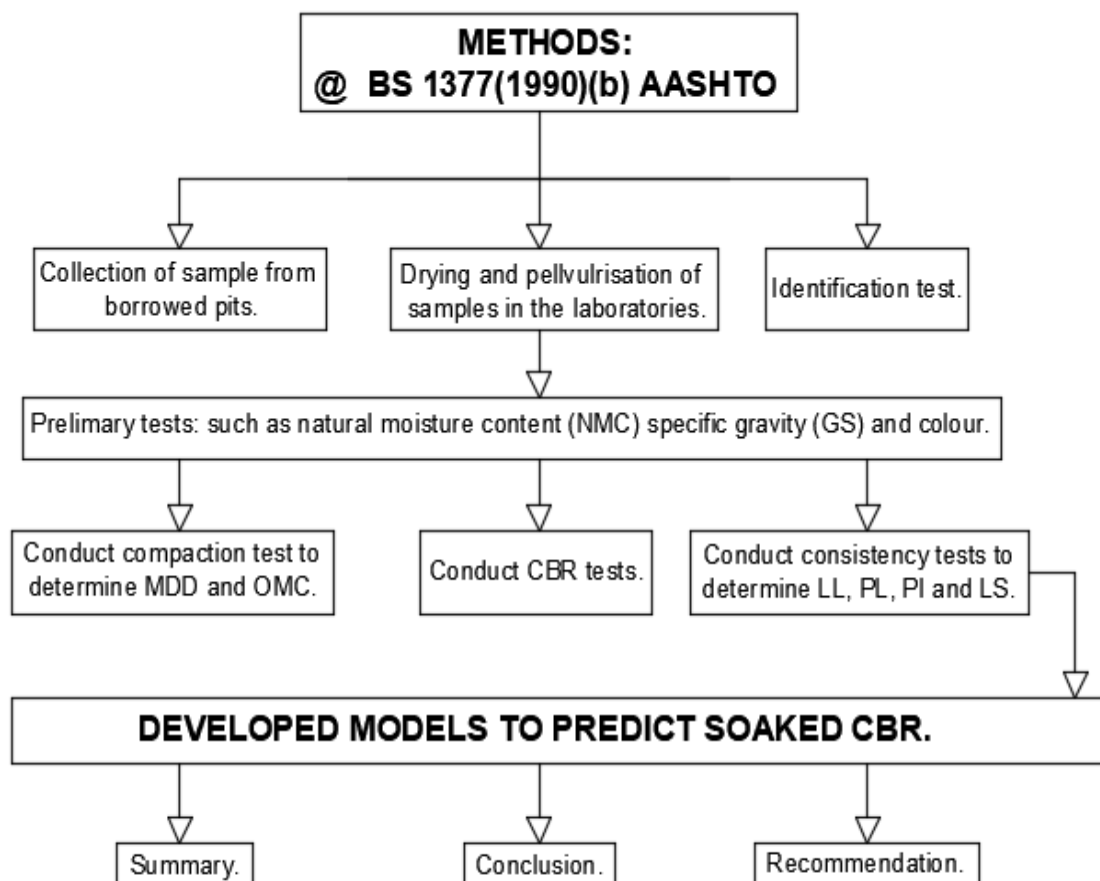 METHODS:
@ BS 1377(1990)(b) AASHTO
Collection of sample from
borrowed pits.
Drying and pellvulrisation of
samples in the laboratories.
Identification test.
Prelimary tests: such as natural moisture content (NMC) specific gravity (GS) and colour.
Conduct compaction test to
determine MDD and OMC.
Conduct CBR tests.
Conduct consistency tests to
determine LL, PL, PI and LS.
DEVELOPED MODELS TO PREDICT SOAKED CBR.
Summary.
Conclusion.
Recommendation.